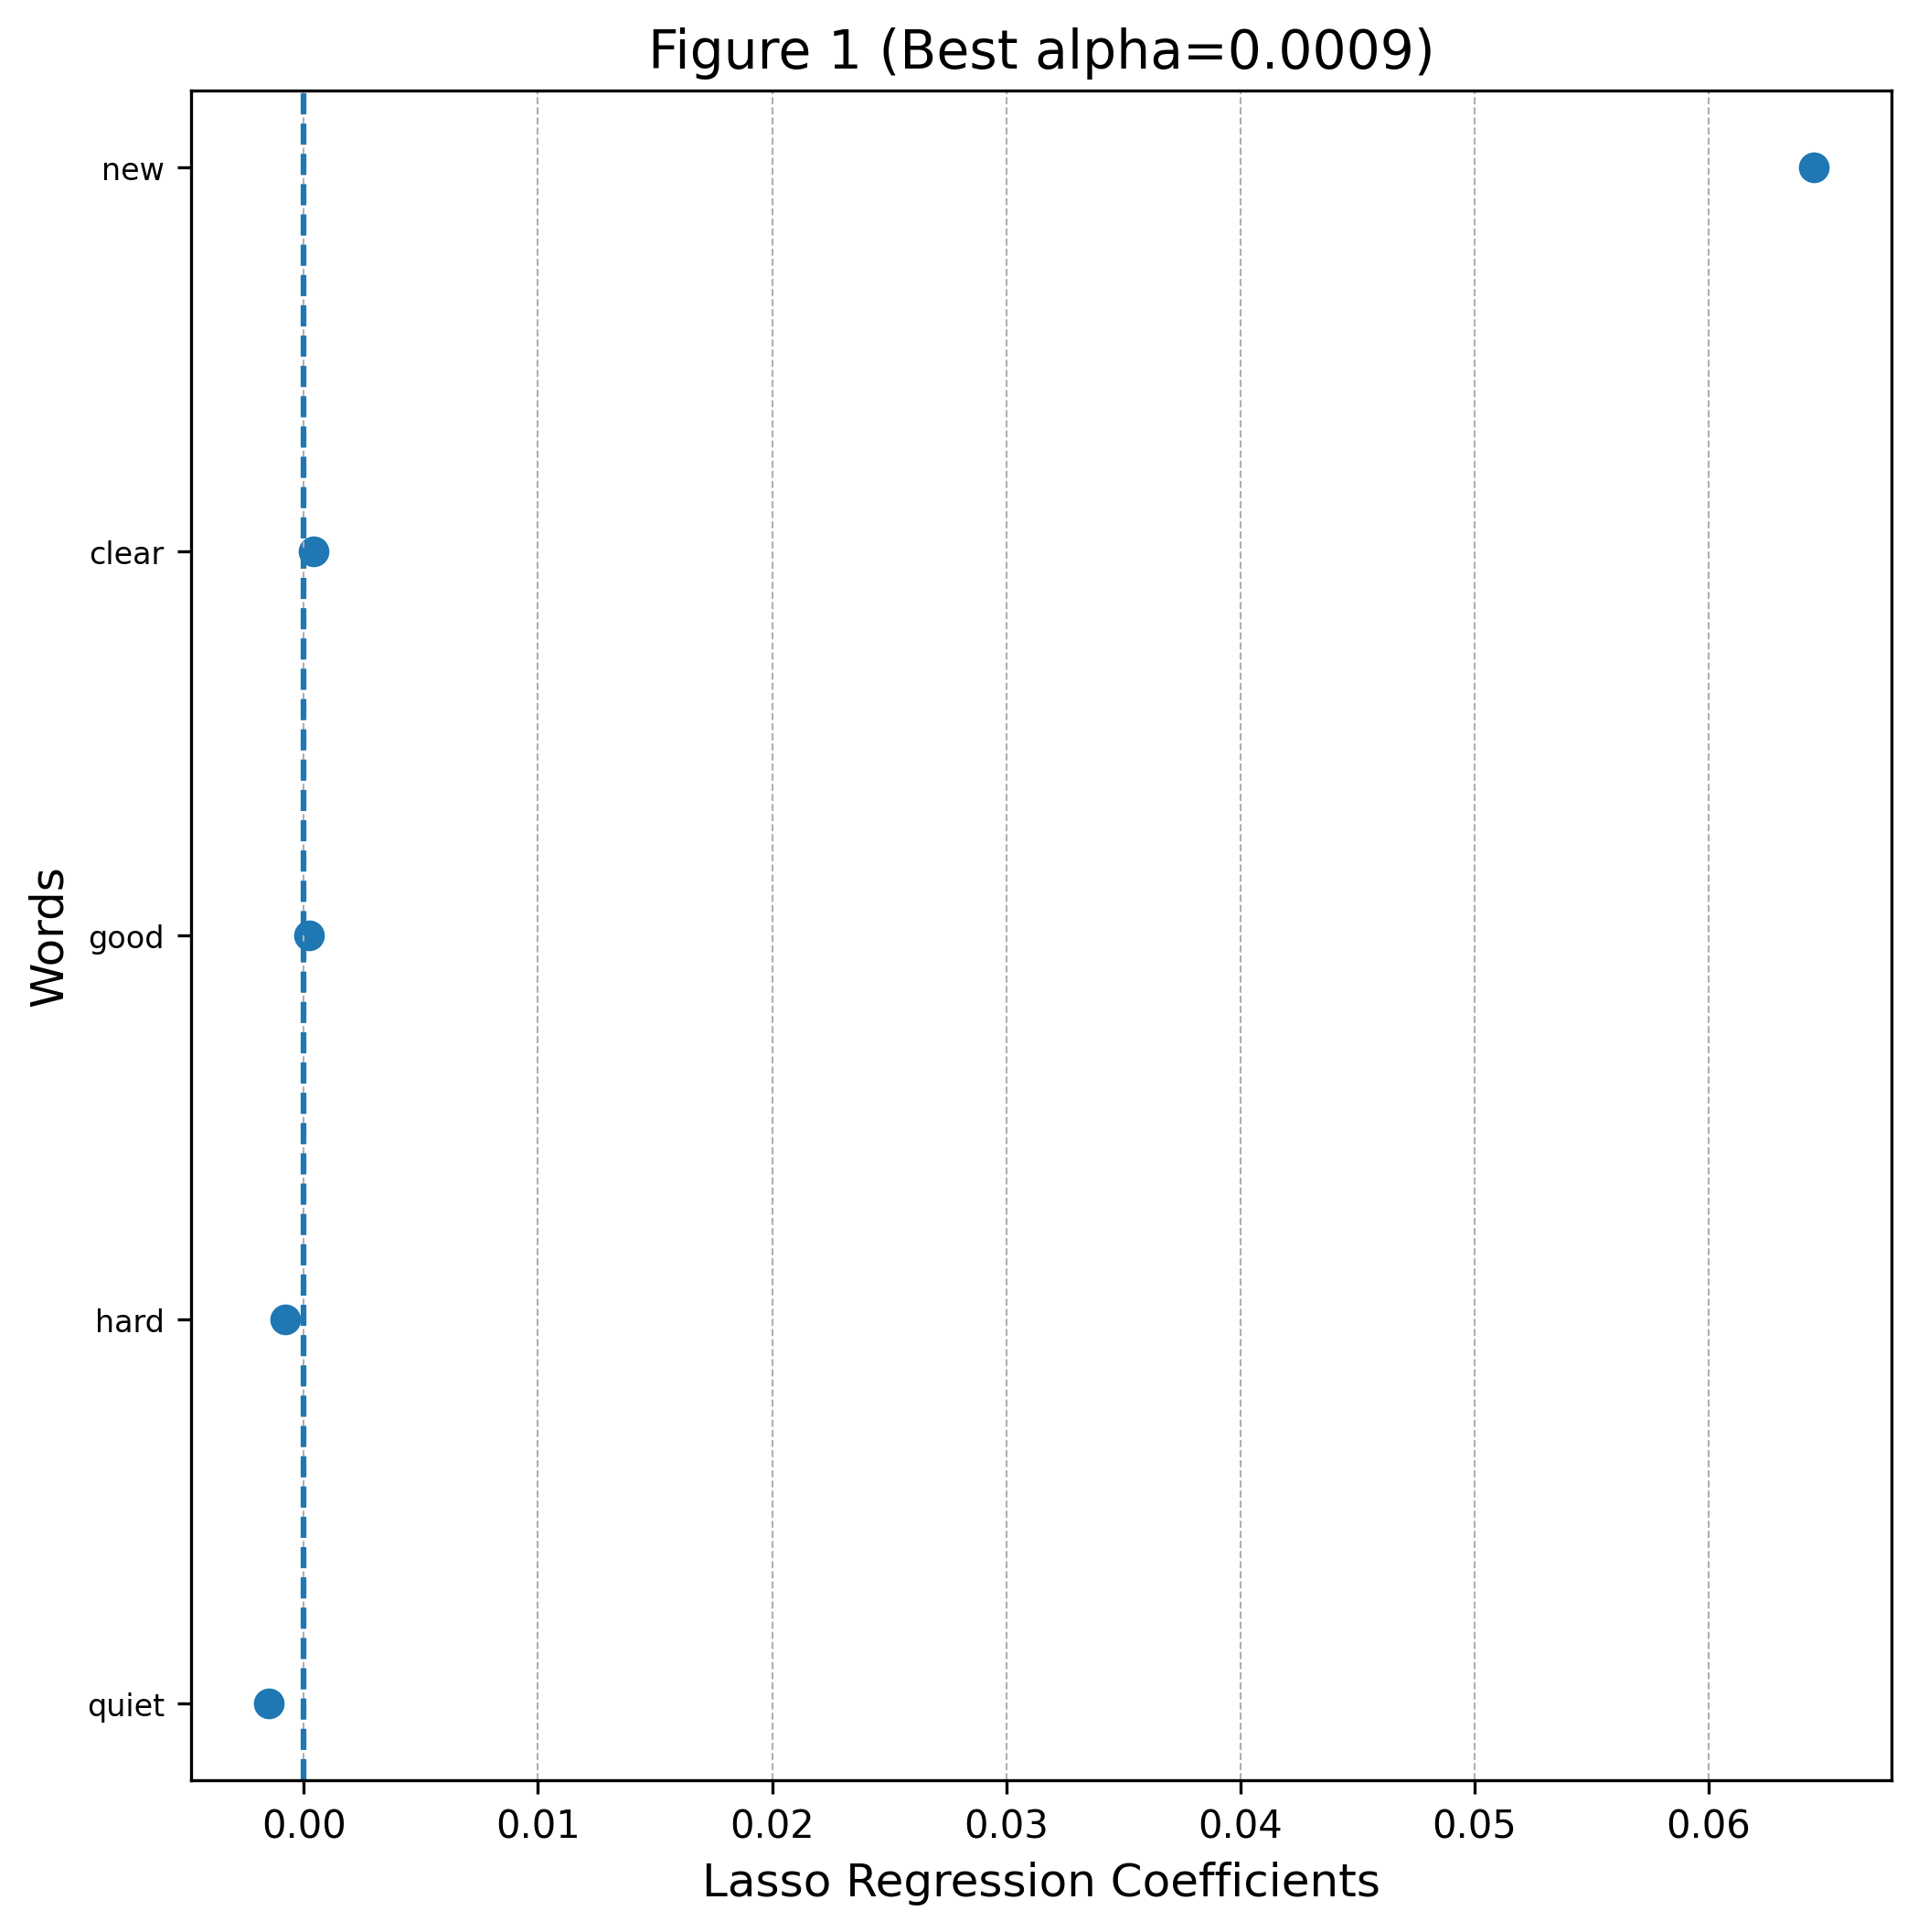 Figure 1 (Best alpha=0.0009)
new
clear
good
hard
quiet
Words
0.00 0.01 0.02 0.03 0.04 0.05 0.06
Lasso Regression Coefficients